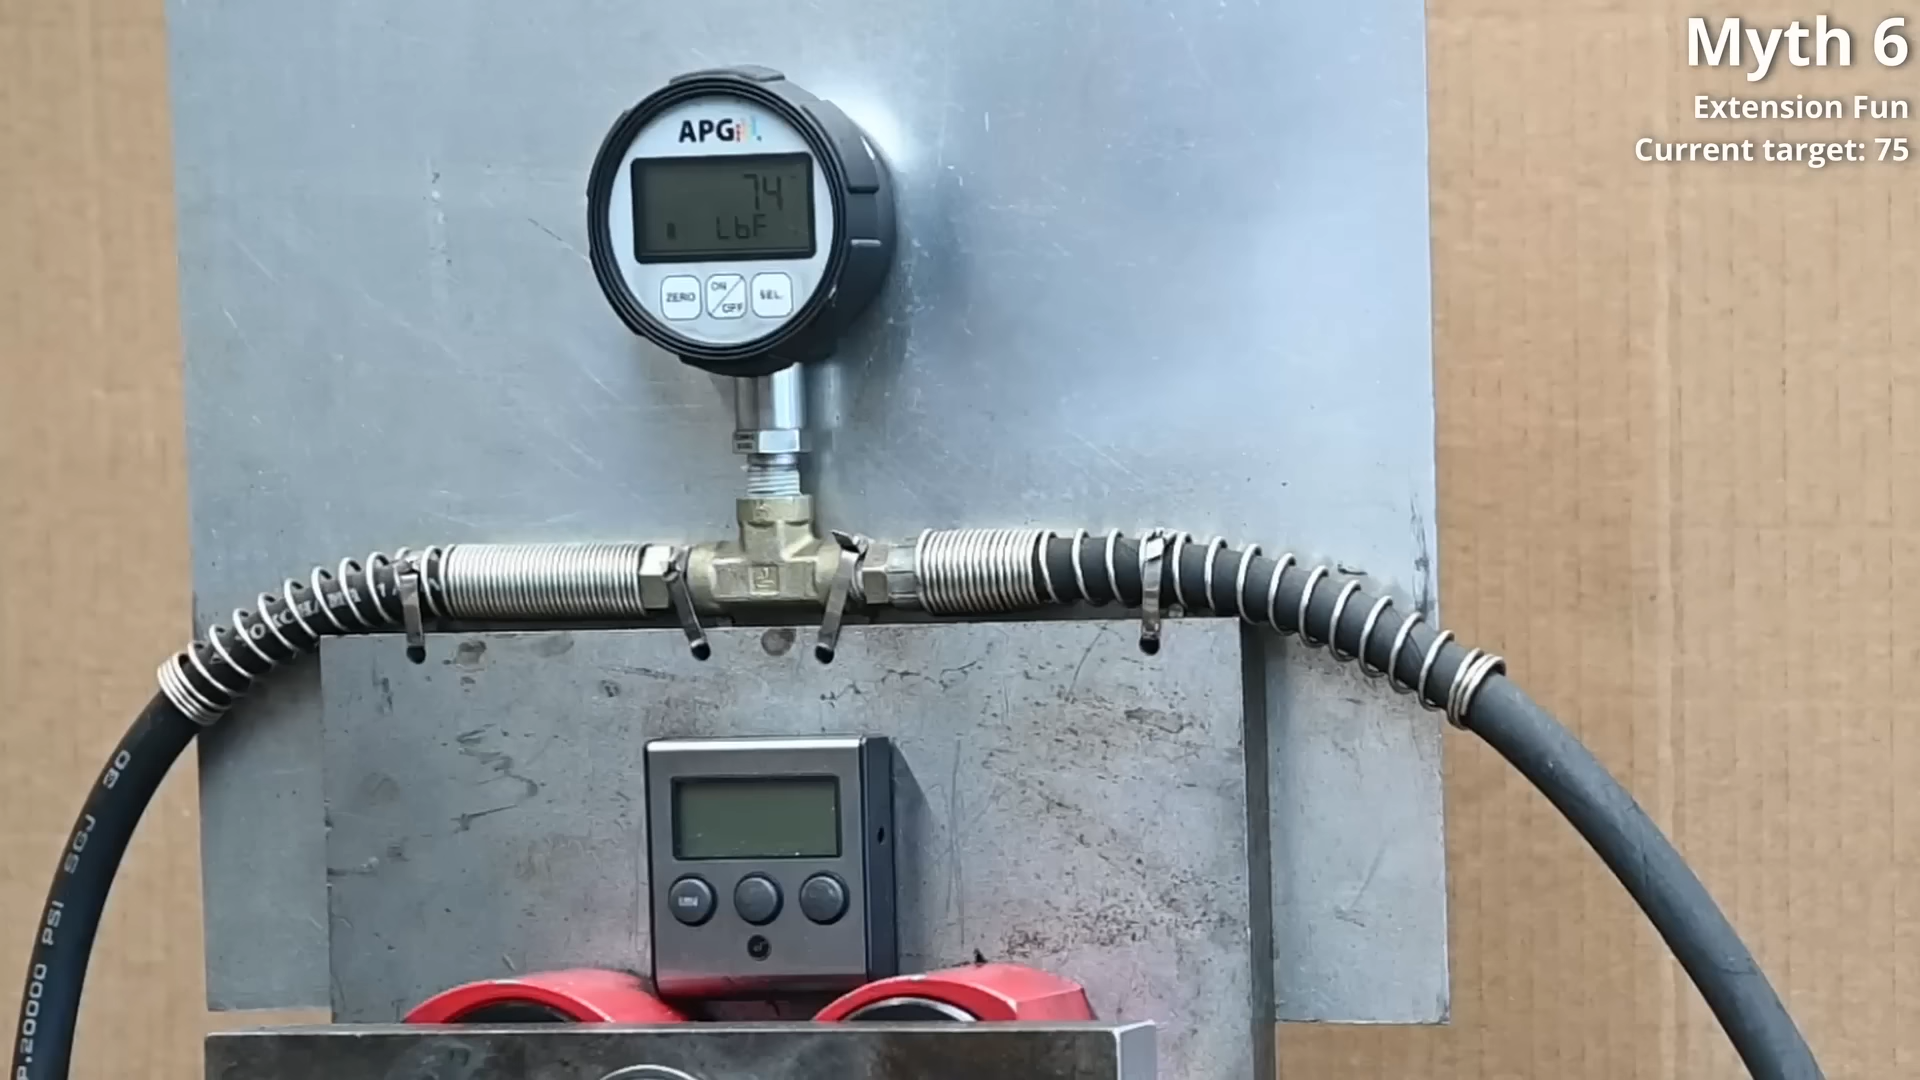 Myth 6
Extension Fun
Current target: 75
APG
74
LbF
ZERO
ON
OFF
SEL
P.20000 PSI SGJ 30